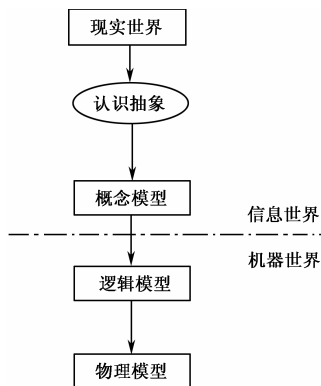 现实世界
认识抽象
概念模型
信息世界
机器世界
逻辑模型
物理模型